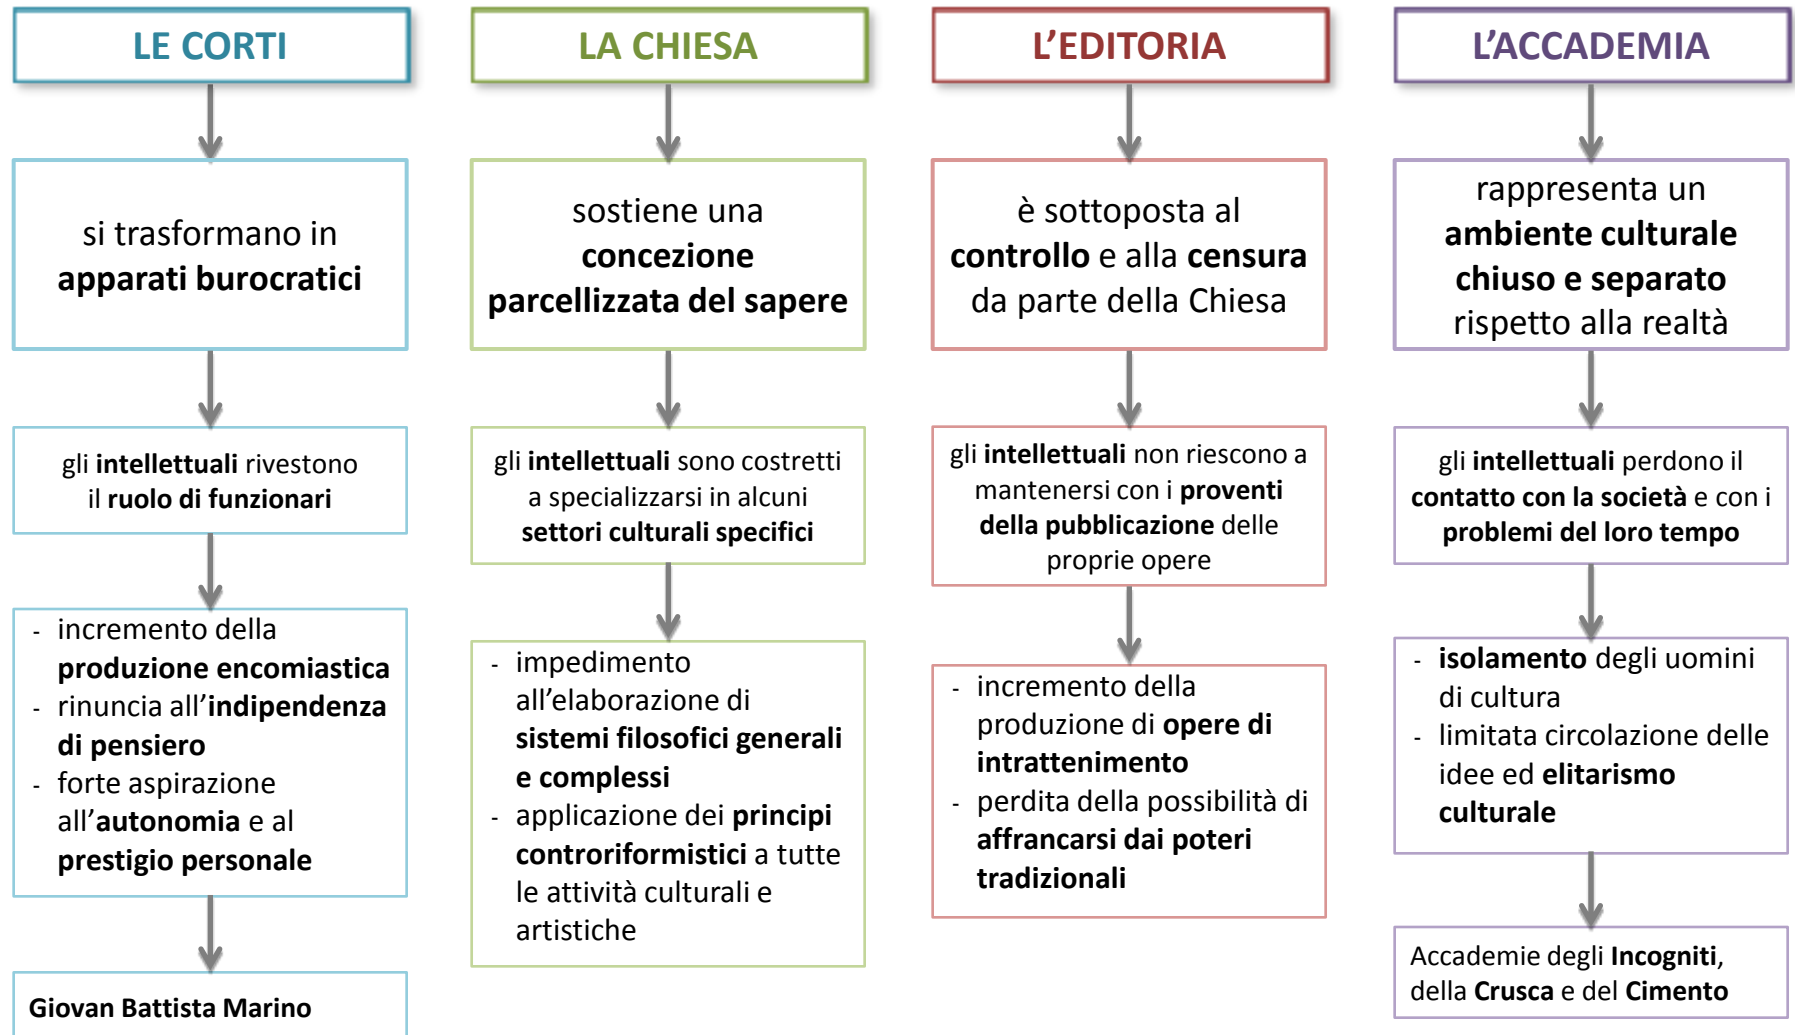 LE CORTI
si trasformano in
apparati burocratici
gli intellettuali rivestono
il ruolo di funzionari
- incremento della
produzione encomiastica
- rinuncia all’indipendenza
di pensiero
- forte aspirazione
all’autonomia e al
prestigio personale
Giovan Battista Marino
LA CHIESA
sostiene una
concezione
parcellizzata del sapere
gli intellettuali sono costretti
a specializzarsi in alcuni
settori culturali specifici
- impedimento
all’elaborazione di
sistemi filosofici generali
e complessi
- applicazione dei principi
controriformistici a tutte
le attività culturali e
artistiche
L’EDITORIA
è sottoposta al
controllo e alla censura
da parte della Chiesa
gli intellettuali non riescono a
mantenersi con i proventi
della pubblicazione delle
proprie opere
- incremento della
produzione di opere di
intrattenimento
- perdita della possibilità di
affrancarsi dai poteri
tradizionali
L’ACCADEMIA
rappresenta un
ambiente culturale
chiuso e separato
rispetto alla realtà
gli intellettuali perdono il
contatto con la società e con i
problemi del loro tempo
- isolamento degli uomini
di cultura
- limitata circolazione delle
idee ed elitarismo
culturale
Accademie degli Incogniti,
della Crusca e del Cimento